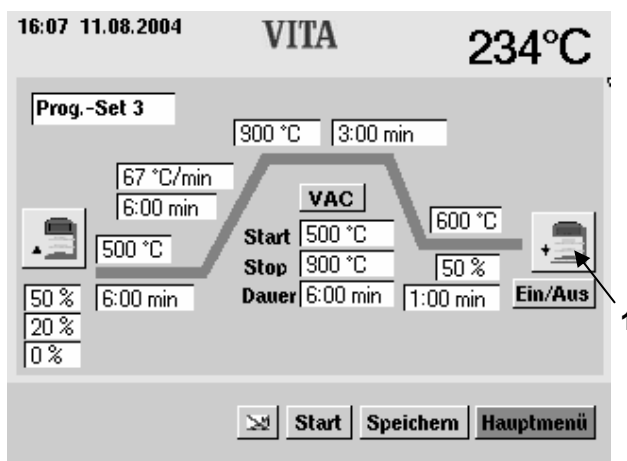 16:07 11.08.2004
VITA
234°C
Prog.-Set 3
900 °C
3:00 min
67 °C/min
6:00 min
VAC
500 °C
Start 500 °C
600 °C
Stop 900 °C
50 %
50 %
6:00 min
Dauer 6:00 min
1:00 min
Ein/Aus
20 %
0 %
Start
Speichern
Hauptmenü